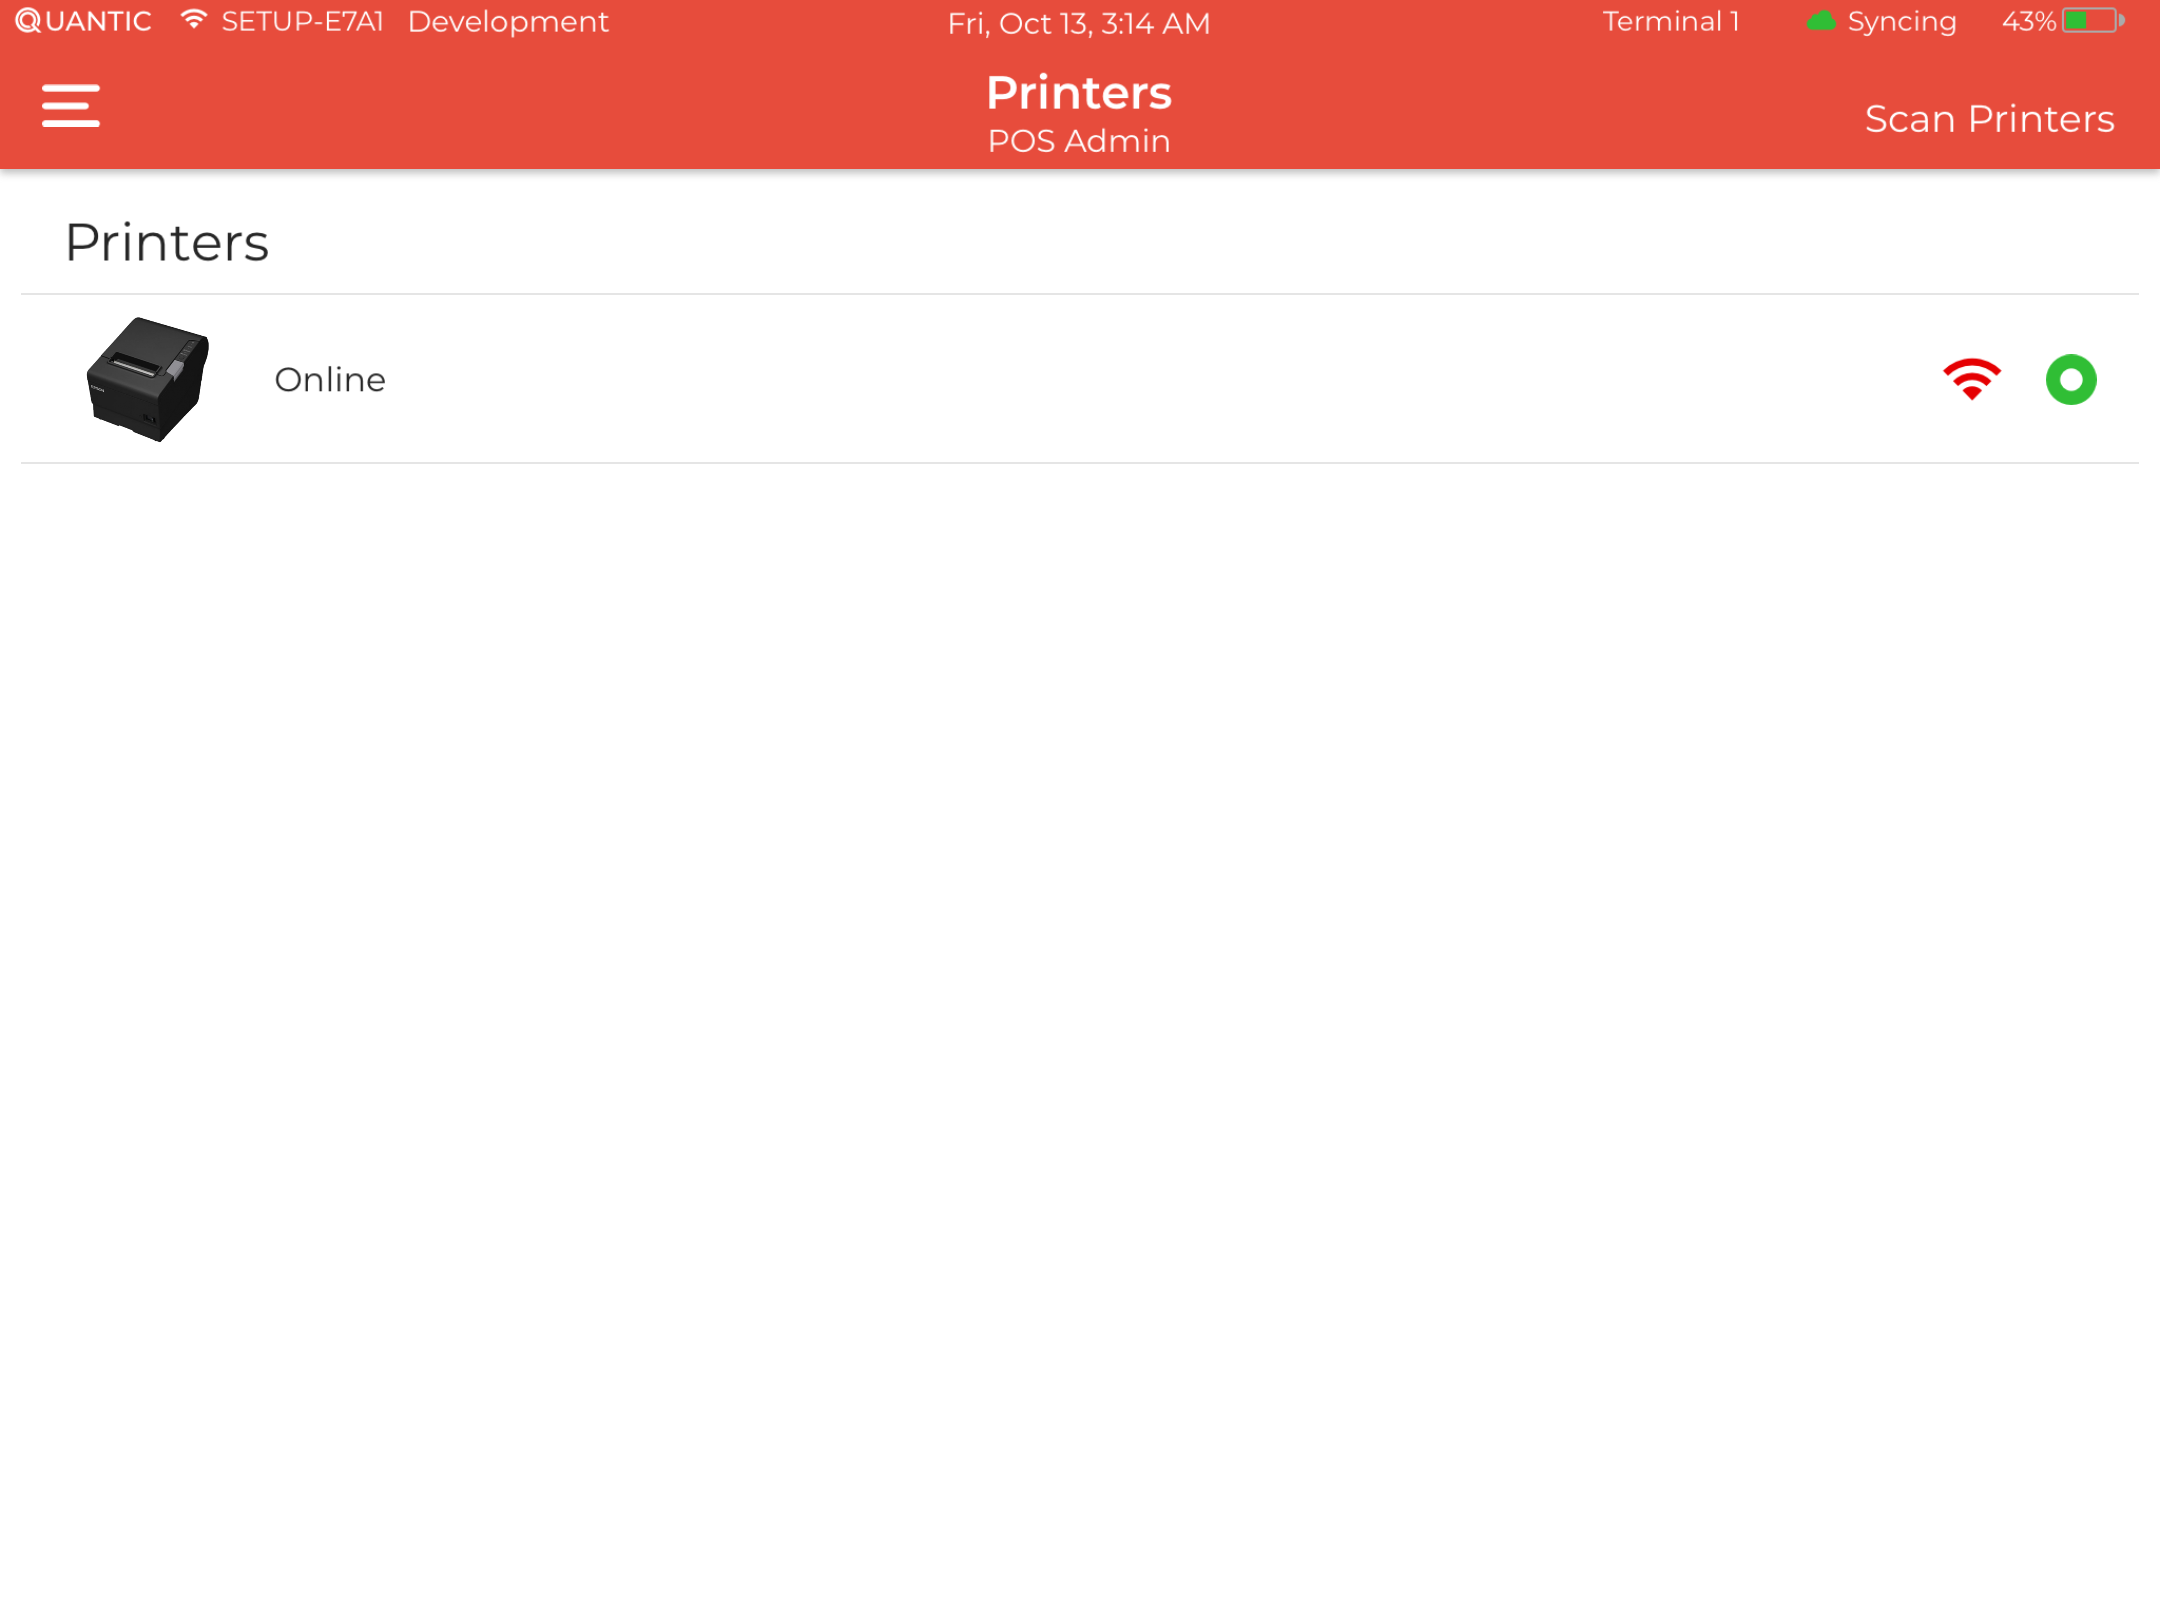 QUANTIC SETUP-E7A1 Development Fri, Oct 13, 3:14 AM Terminal 1 Syncing 43%
Printers
POS Admin
Scan Printers
Printers
Online